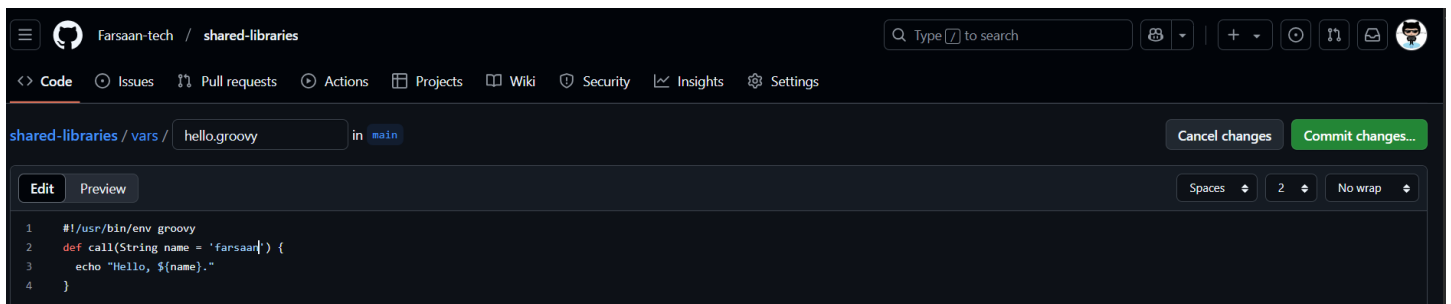 Farsaan-tech / shared-libraries
Type / to search
<> Code Issues Pull requests Actions Projects Wiki Security Insights Settings
shared-libraries / vars / hello.groovy in main
Cancel changes Commit changes...
Edit Preview
Spaces 2 No wrap
1 #!/usr/bin/env groovy
2 def call(String name = 'farsaan') {
3 echo "Hello, ${name}."
4 }